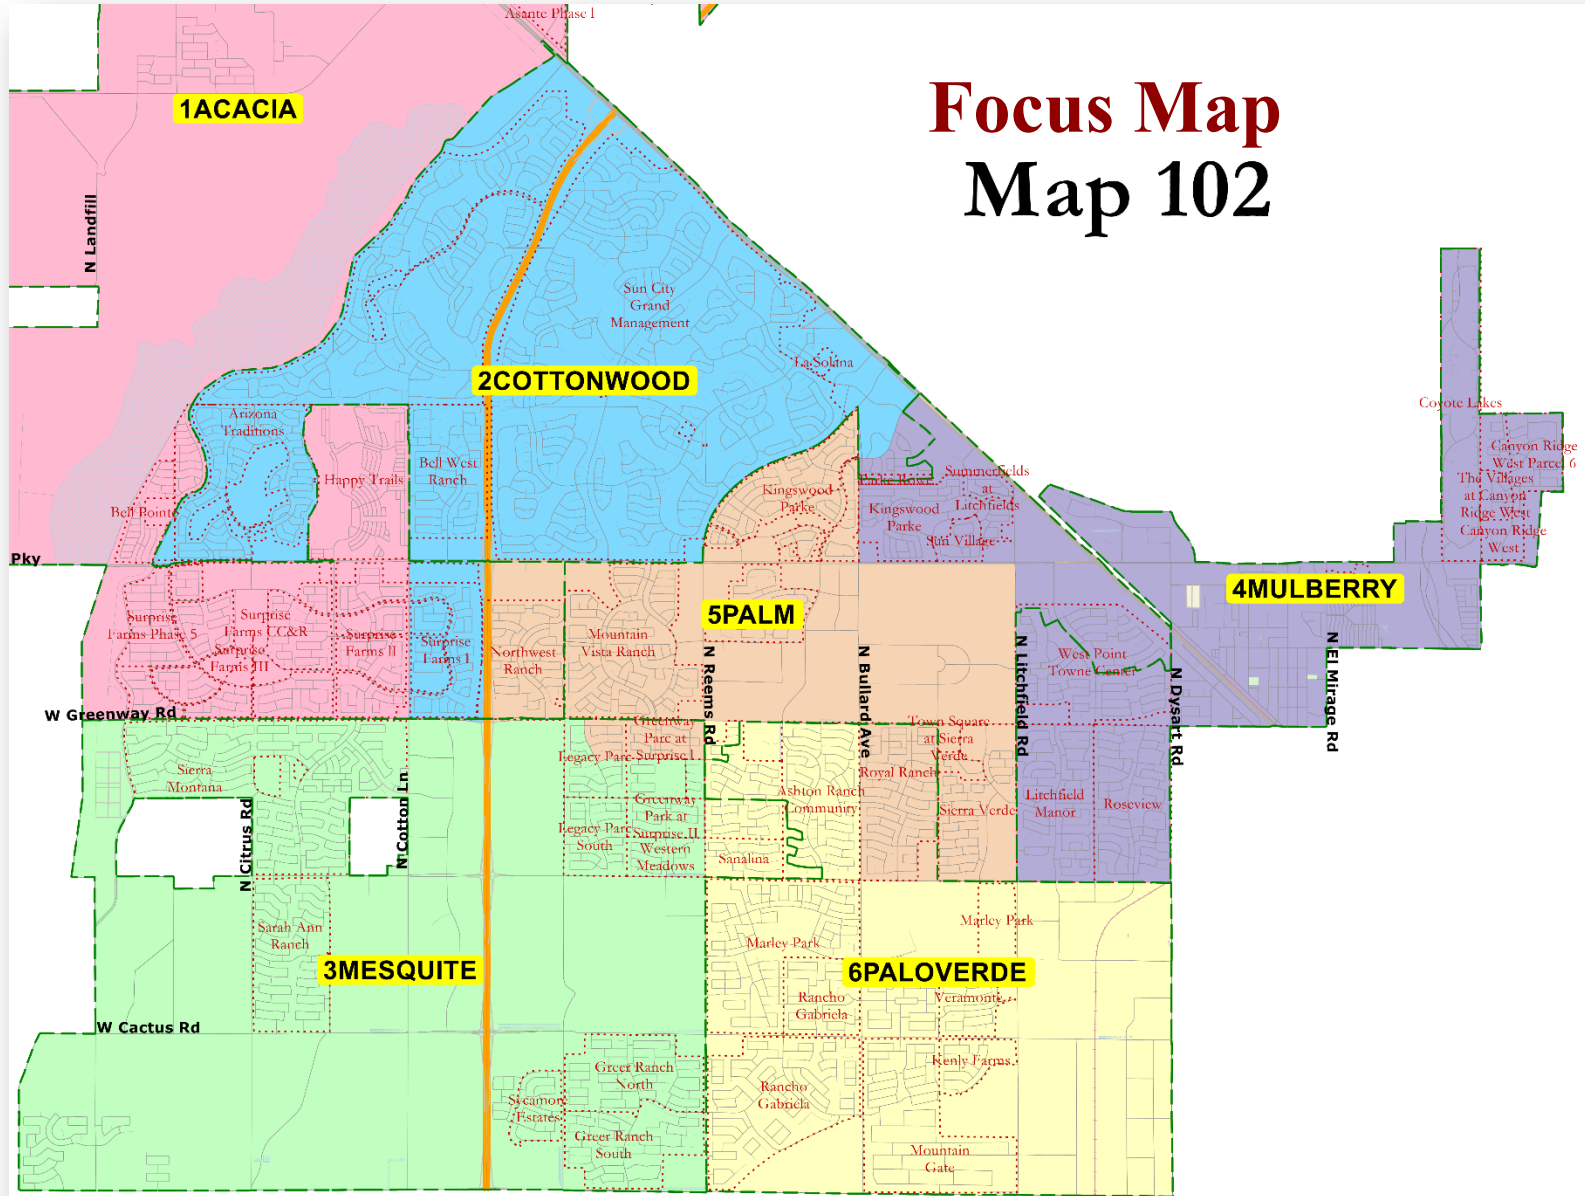 Asante Phase I
Focus Map
Map 102
1ACACIA
N Landfill
Sun City
Grand
Management
La Solana
2COTTONWOOD
Arizona
Traditions
Happy Trails
Bell West
Ranch
Bell Pointe
Kingswood
Parke
Parke Rowe
Summerfields
at
Litchfields
Kingswood
Parke
Sun Village
Coyote Lakes
Canyon Ridge
West Parcel 6
The Villages
at Canyon
Ridge West
Canyon Ridge
West
Pky
4MULBERRY
5PALM
Surprise
Farms Phase 5
Surprise
Farms CC&R
Surprise
Farms III
Surprise
Farms II
Surprise
Farms I
Northwest
Ranch
Mountain
Vista Ranch
West Point
Towne Center
N Reems Rd
N Bullard Ave
N Litchfield Rd
N Dysart Rd
N El Mirage Rd
W Greenway Rd
Sierra
Montana
N Citrus Rd
N Cotton Ln
Greenway
Parc at
Surprise I
Legacy Parc
Greenway
Park at
Surprise II
Legacy Parc
South
Western
Meadows
Sanalina
Ashton Ranch
Community
Town Square
at Sierra
Verde
Royal Ranch
Sierra Verde
Litchfield
Manor
Roseview
Sarah Ann
Ranch
3MESQUITE
Marley Park
Marley Park
6PALOVERDE
Rancho
Gabriela
Veramonte
W Cactus Rd
Greer Ranch
North
Sycamore
Estates
Greer Ranch
South
Rancho
Gabriela
Kenly Farms
Mountain
Gate